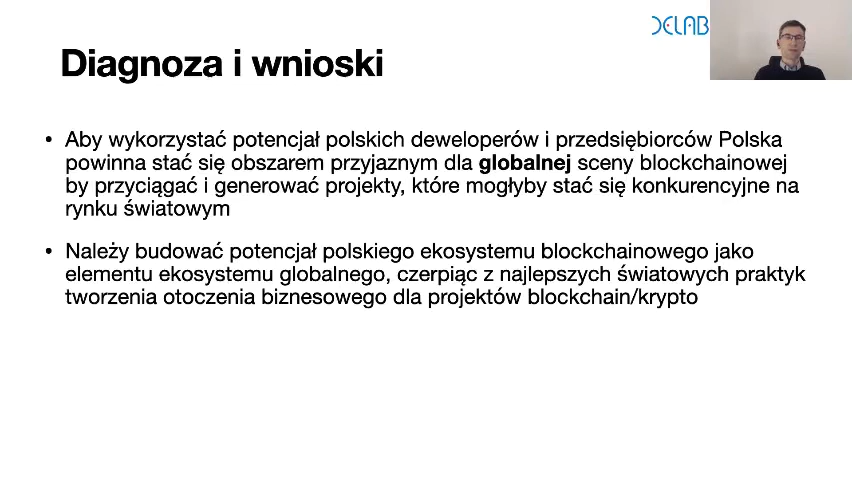 DELAB
Diagnoza i wnioski
• Aby wykorzystać potencjał polskich deweloperów i przedsiębiorców Polska
powinna stać się obszarem przyjaznym dla globalnej sceny blockchainowej
by przyciągać i generować projekty, które mogłyby stać się konkurencyjne na
rynku światowym
• Należy budować potencjał polskiego ekosystemu blockchainowego jako
elementu ekosystemu globalnego, czerpiąc z najlepszych światowych praktyk
tworzenia otoczenia biznesowego dla projektów blockchain/krypto